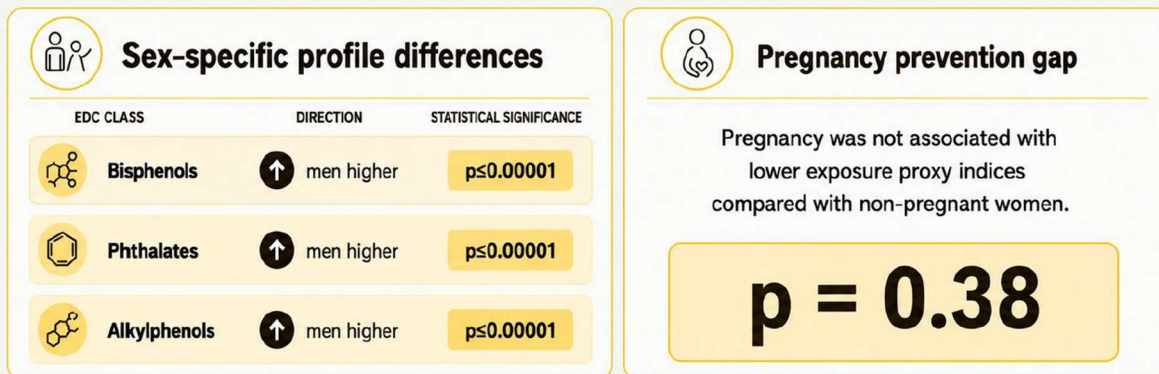 Sex-specific profile differences
EDC CLASS DIRECTION STATISTICAL SIGNIFICANCE
Bisphenols men higher p≤0.00001
Phthalates men higher p≤0.00001
Alkylphenols men higher p≤0.00001
Pregnancy prevention gap
Pregnancy was not associated with
lower exposure proxy indices
compared with non-pregnant women.
p = 0.38